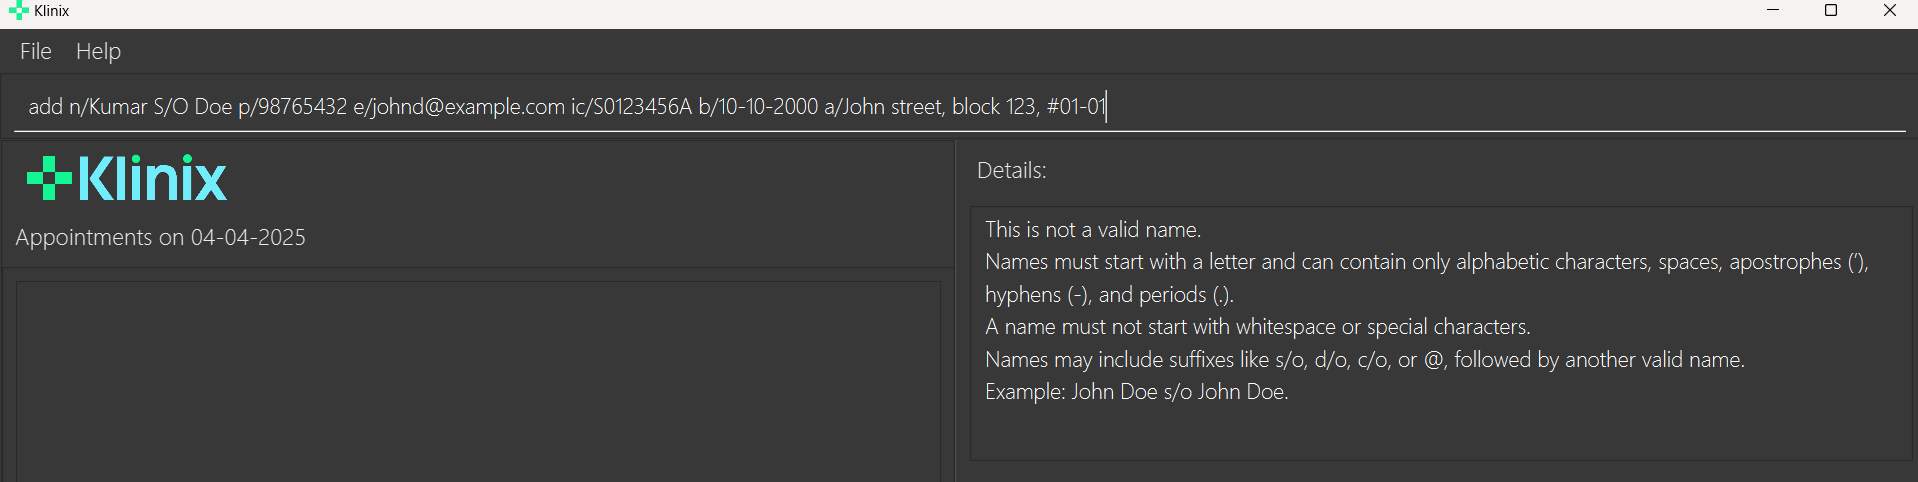 Klinix
File Help
add n/Kumar S/O Doe p/98765432 e/johnd@example.com ic/S0123456A b/10-10-2000 a/John street, block 123, #01-01
Klinix
Appointments on 04-04-2025
Details:
This is not a valid name.
Names must start with a letter and can contain only alphabetic characters, spaces, apostrophes (’),
hyphens (-), and periods (.).
A name must not start with whitespace or special characters.
Names may include suffixes like s/o, d/o, c/o, or @, followed by another valid name.
Example: John Doe s/o John Doe.